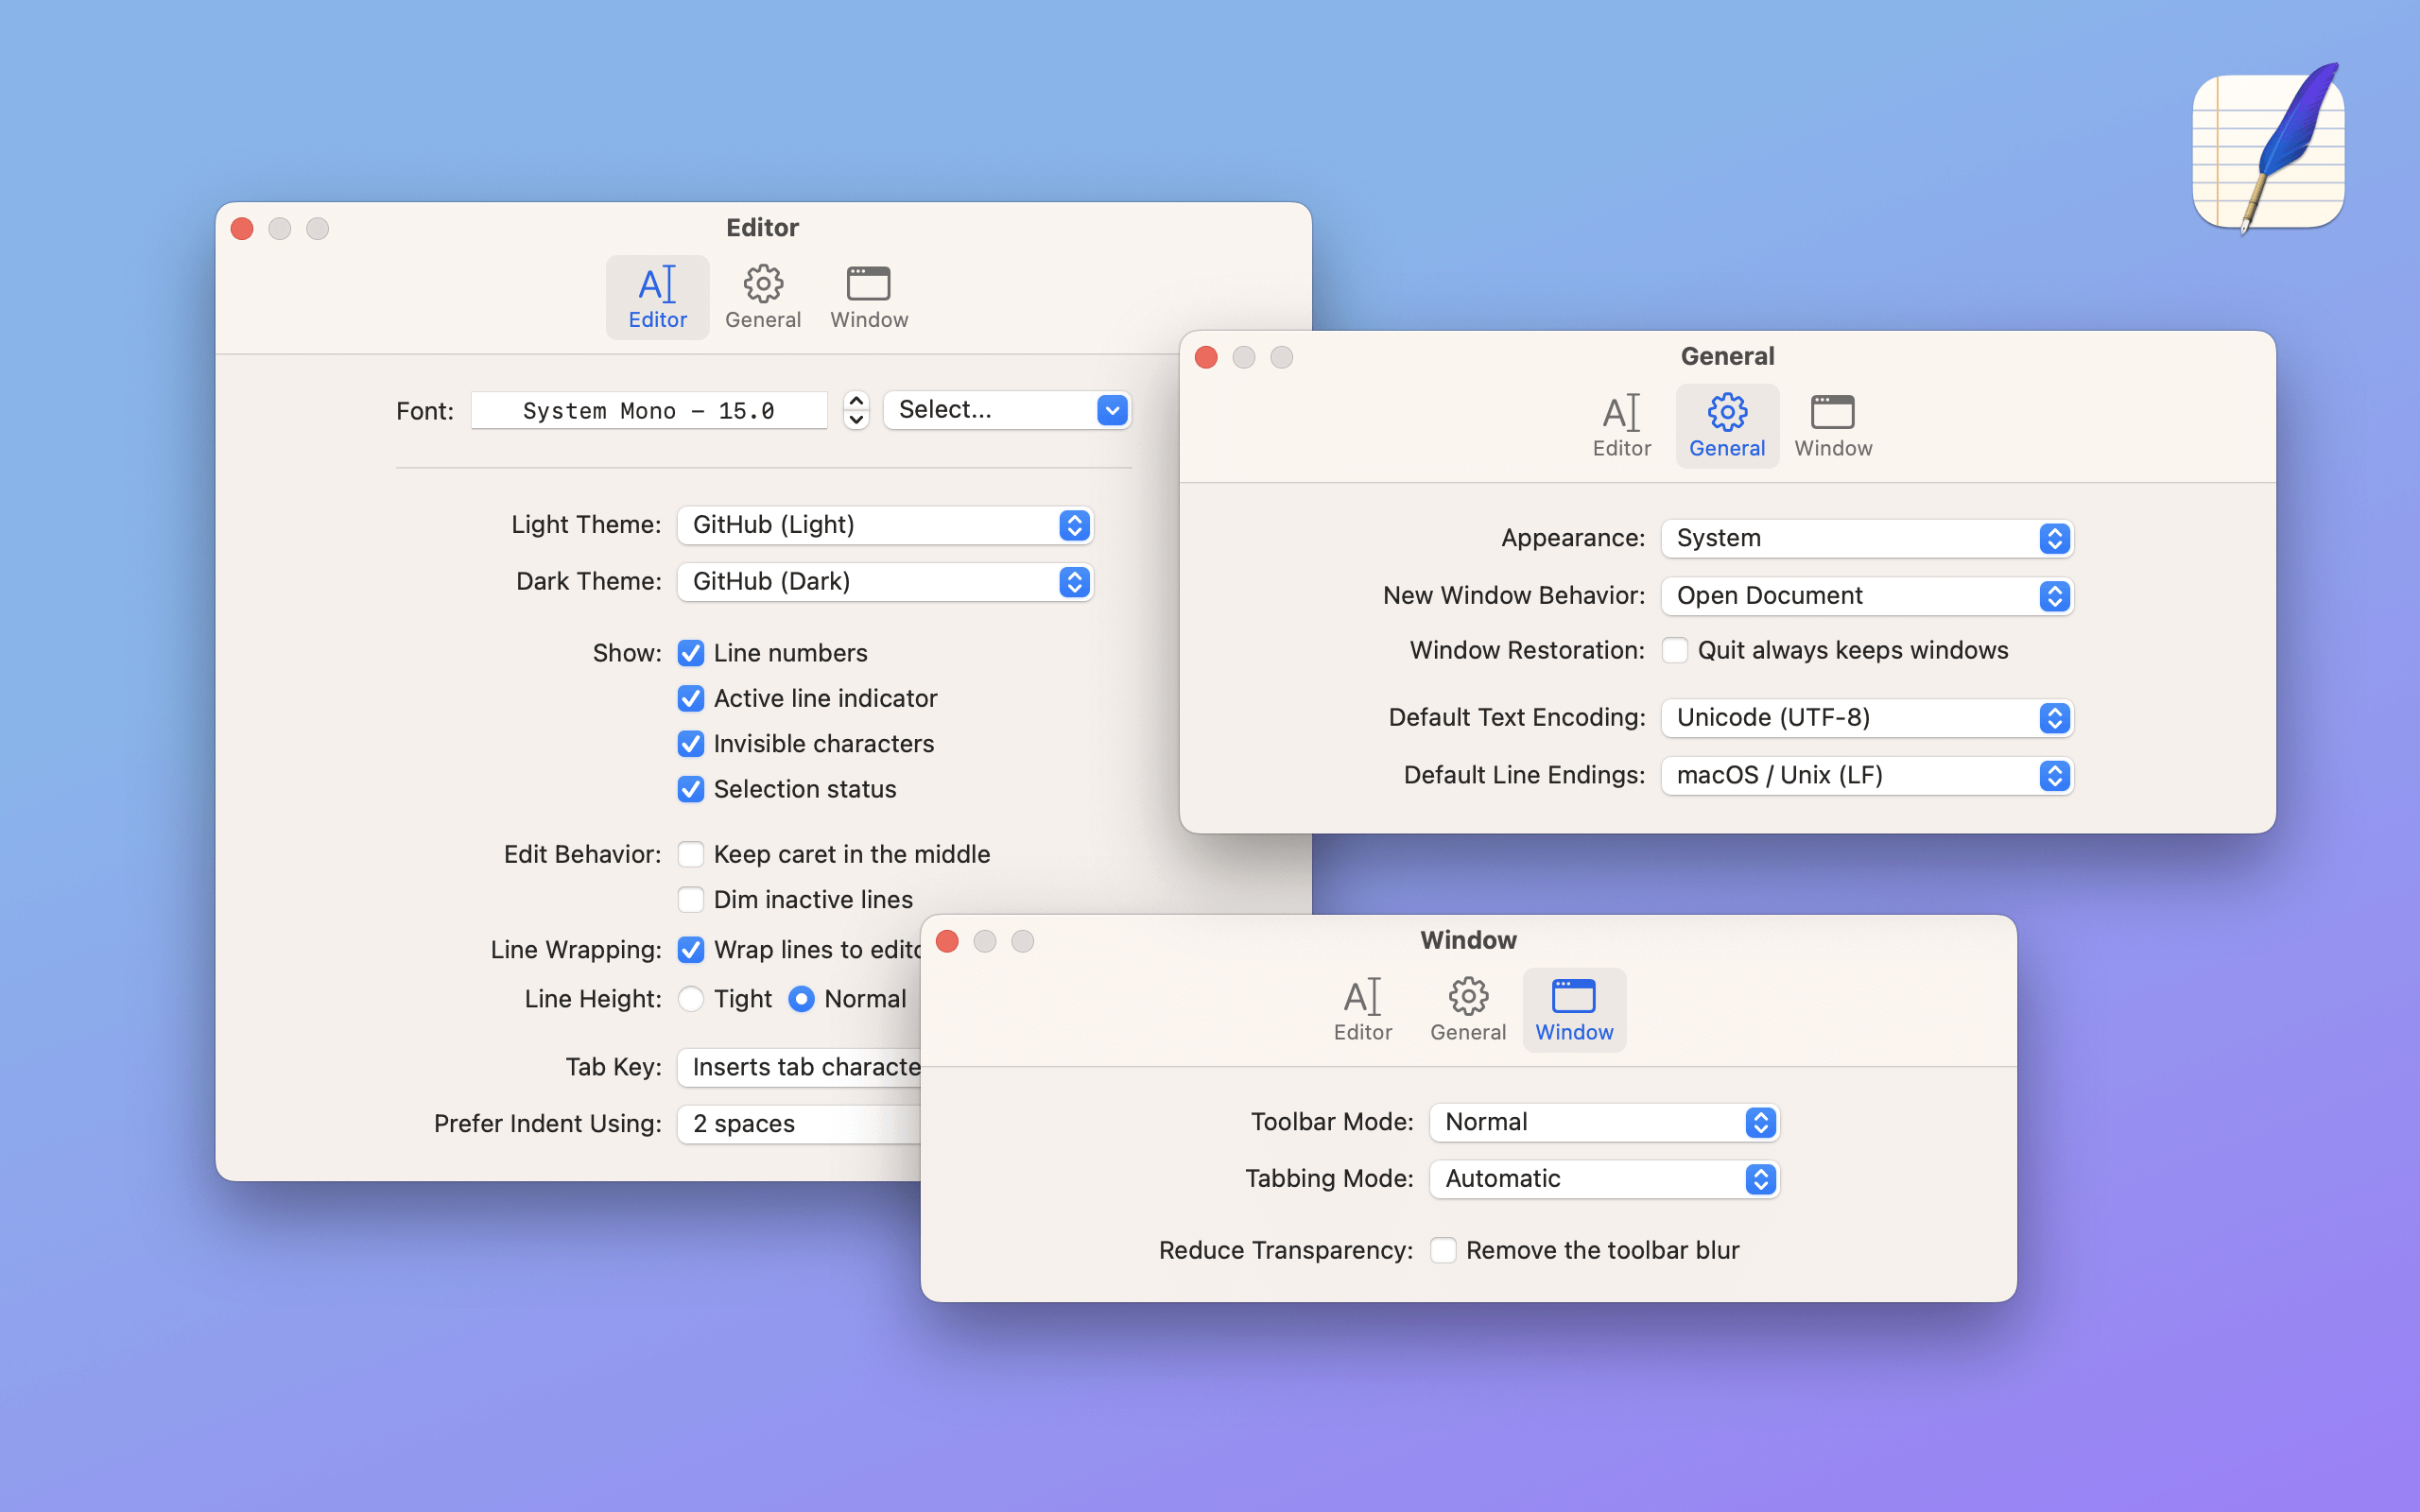 Editor
Editor General Window
Font: System Mono – 15.0 Select...
Light Theme: GitHub (Light)
Dark Theme: GitHub (Dark)
Show: Line numbers
Active line indicator
Invisible characters
Selection status
Edit Behavior: Keep caret in the middle
Dim inactive lines
Line Wrapping: Wrap lines to
Line Height: Tight Normal
Tab Key: Inserts tab
Prefer Indent Using: 2 spaces
General
Editor General Window
Appearance: System
New Window Behavior: Open Document
Window Restoration: Quit always keeps windows
Default Text Encoding: Unicode (UTF-8)
Default Line Endings: macOS / Unix (LF)
Window
Editor General Window
Toolbar Mode: Normal
Tabbing Mode: Automatic
Reduce Transparency: Remove the toolbar blur